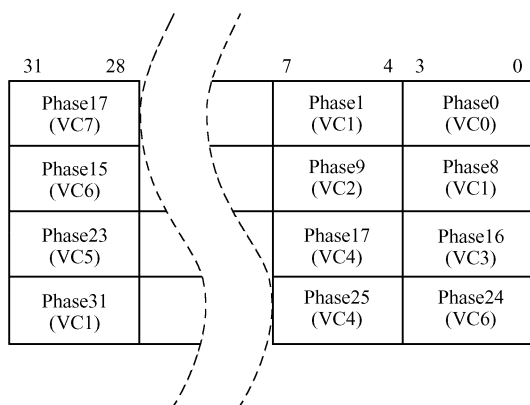 31 28 7 4 3 0
Phase17 Phase1 Phase0
(VC7) (VC1) (VC0)
Phase15 Phase9 Phase8
(VC6) (VC2) (VC1)
Phase23 Phase17 Phase16
(VC5) (VC4) (VC3)
Phase31 Phase25 Phase24
(VC1) (VC4) (VC6)